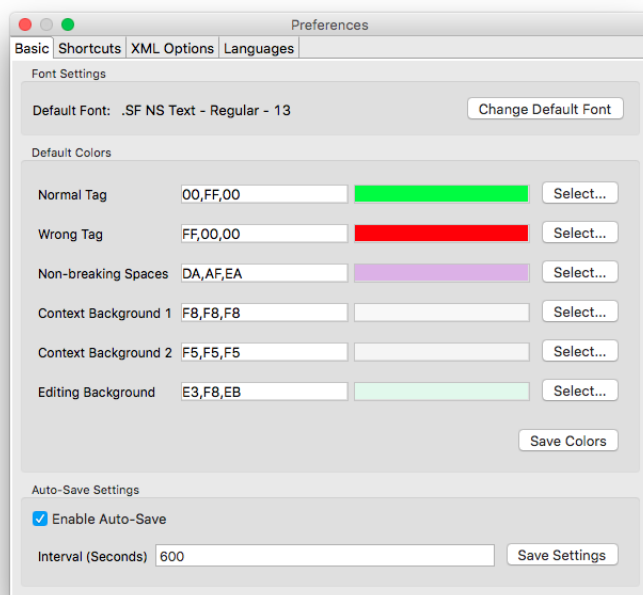 Preferences
Basic Shortcuts XML Options Languages
Font Settings
Default Font: .SF NS Text - Regular - 13 Change Default Font
Default Colors
Normal Tag 00,FF,00 Select...
Wrong Tag FF,00,00 Select...
Non-breaking Spaces DA,AF,EA Select...
Context Background 1 F8,F8,F8 Select...
Context Background 2 F5,F5,F5 Select...
Editing Background E3,F8,EB Select...
Save Colors
Auto-Save Settings
Enable Auto-Save
Interval (Seconds) 600 Save Settings